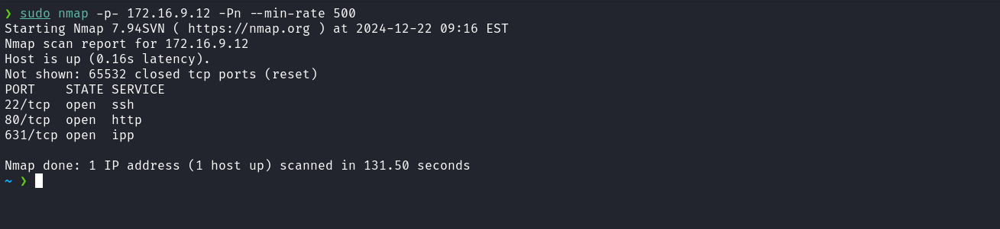 ❯ sudo nmap -p- 172.16.9.12 -Pn --min-rate 500
Starting Nmap 7.94SVN ( https://nmap.org ) at 2024-12-22 09:16 EST
Nmap scan report for 172.16.9.12
Host is up (0.16s latency).
Not shown: 65532 closed tcp ports (reset)
PORT    STATE SERVICE
22/tcp  open  ssh
80/tcp  open  http
631/tcp open  ipp

Nmap done: 1 IP address (1 host up) scanned in 131.50 seconds
~ ❯